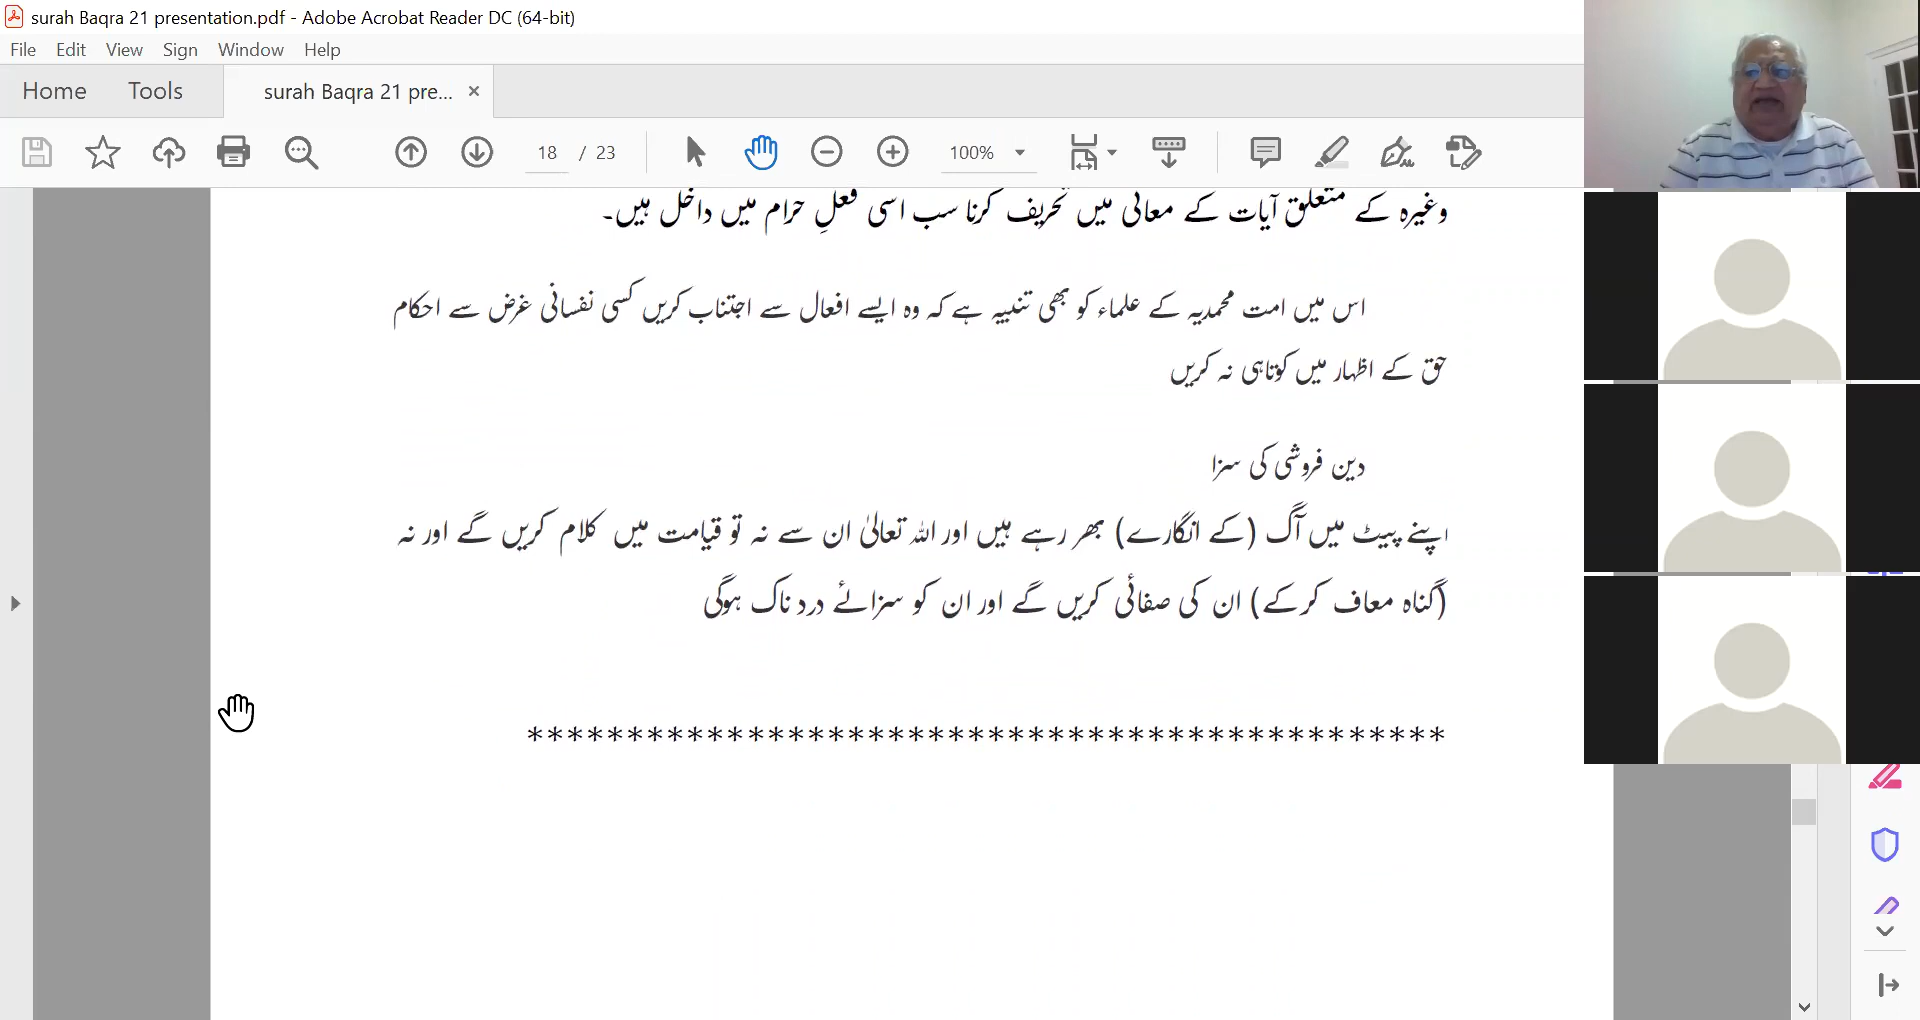 surah Baqra 21 presentation.pdf - Adobe Acrobat Reader DC (64-bit)
File Edit View Sign Window Help
Home Tools surah Baqra 21 pre... ×
18 / 23 100%
وغیرہ کے متعلق آیات کے معانی میں تحریف کرنا سب اسی فعلِ حرام میں داخل ہیں۔
اس میں امت محمدیہ کے علماء کو بھی تنبیہ ہے کہ وہ ایسے افعال سے اجتناب کریں کسی نفسانی غرض سے احکام
حق کے اظہار میں کوتاہی نہ کریں
دین فروشی کی سزا
اپنے پیٹ میں آگ (کے انگارے) بھر رہے ہیں اور اللہ تعالیٰ ان سے نہ تو قیامت میں کلام کریں گے اور نہ
(گناہ معاف کرکے) ان کی صفائی کریں گے اور ان کو سزائے درد ناک ہوگی
**********************************************